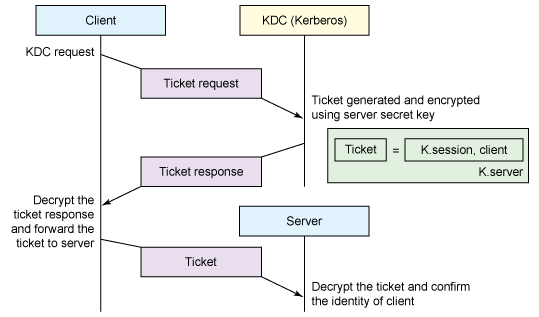 Client
KDC (Kerberos)
KDC request
Ticket request
Ticket generated and encrypted
using server secret key
Ticket = K.session, client
K.server
Ticket response
Decrypt the
ticket response
and forward the
ticket to server
Server
Ticket
Decrypt the ticket and confirm
the identity of client